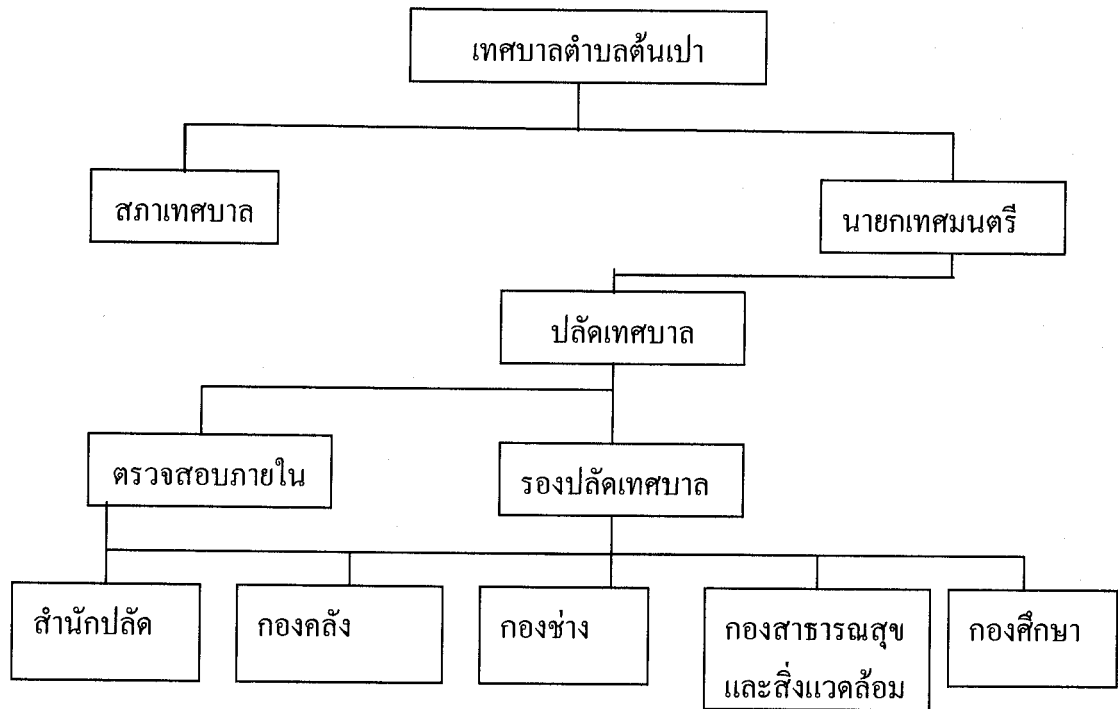 เทศบาลตำบลต้นเปา
สภาเทศบาล
นายกเทศมนตรี
ปลัดเทศบาล
ตรวจสอบภายใน
รองปลัดเทศบาล
สำนักปลัด
กองคลัง
กองช่าง
กองสาธารณสุข
และสิ่งแวดล้อม
กองศึกษา